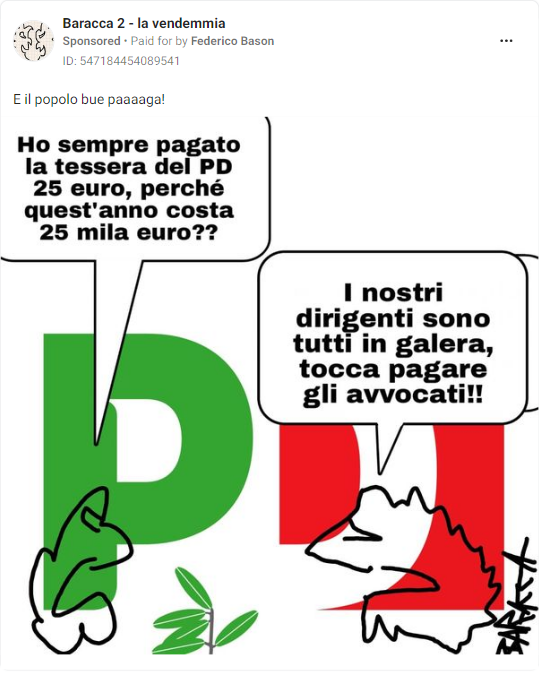 Baracca 2 - la vendemmia
Sponsored • Paid for by Federico Bason
ID: 547184454089541
E il popolo bue paaaaga!
Ho sempre pagato
la tessera del PD
25 euro, perché
quest'anno costa
25 mila euro??
I nostri
dirigenti sono
tutti in galera,
tocca pagare
gli avvocati!!
PD